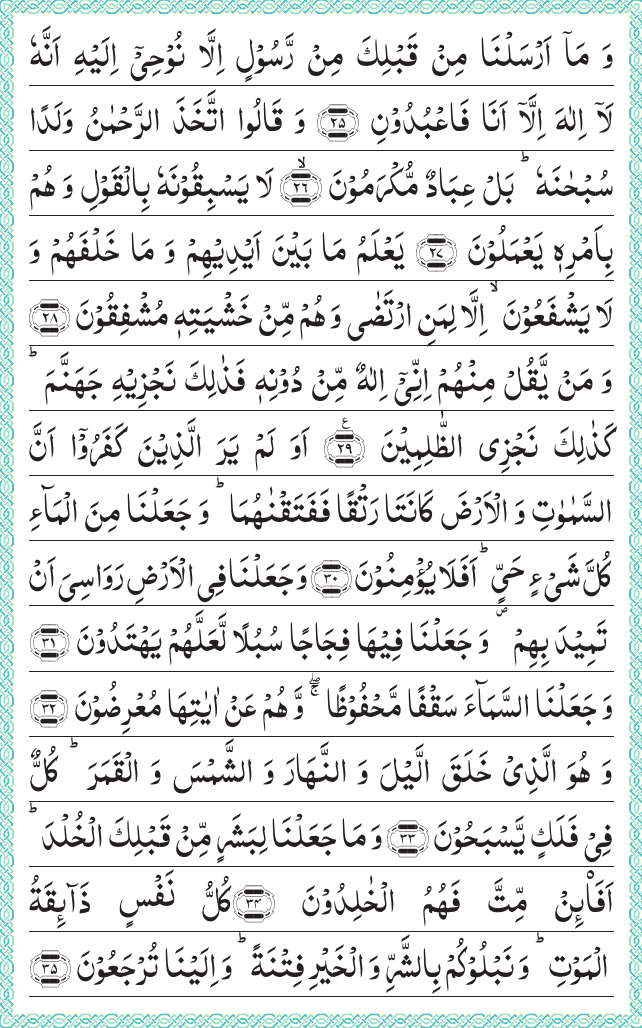 وَ مَاۤ اَرۡسَلۡنَا مِنۡ قَبۡلِكَ مِنۡ رَّسُوۡلٍ اِلَّا نُوۡحِىۡۤ اِلَيۡهِ اَنَّهٗ
لَاۤ اِلٰهَ اِلَّاۤ اَنَا فَاعۡبُدُوۡنِ ﴿۲۵﴾ وَ قَالُوا اتَّخَذَ الرَّحۡمٰنُ وَلَدًا
سُبۡحٰنَهٗ‌ ؕ بَلۡ عِبَادٌ مُّكۡرَمُوۡنَ ۙ‏ ﴿۲۶﴾ لَا يَسۡبِقُوۡنَهٗ بِالۡقَوۡلِ وَ هُمۡ
بِاَمۡرِهٖ يَعۡمَلُوۡنَ ﴿۲۷﴾ يَعۡلَمُ مَا بَيۡنَ اَيۡدِيۡهِمۡ وَ مَا خَلۡفَهُمۡ وَ
لَا يَشۡفَعُوۡنَ ۙ اِلَّا لِمَنِ ارۡتَضٰى وَ هُمۡ مِّنۡ خَشۡيَتِهٖ مُشۡفِقُوۡنَ ﴿۲۸﴾
وَ مَنۡ يَّقُلۡ مِنۡهُمۡ اِنِّىۡۤ اِلٰهٌ مِّنۡ دُوۡنِهٖ فَذٰلِكَ نَجۡزِيۡهِ جَهَنَّمَ‌ ؕ
كَذٰلِكَ نَجۡزِى الظّٰلِمِيۡنَ ﴿۲۹﴾ ع اَوَ لَمۡ يَرَ الَّذِيۡنَ كَفَرُوۡۤا اَنَّ
السَّمٰوٰتِ وَ الۡاَرۡضَ كَانَتَا رَتۡقًا فَفَتَقۡنٰهُمَا‌ ؕ وَ جَعَلۡنَا مِنَ الۡمَآءِ
كُلَّ شَىۡءٍ حَىٍّ‌ ؕ اَفَلَا يُؤۡمِنُوۡنَ ﴿۳۰﴾ وَ جَعَلۡنَا فِى الۡاَرۡضِ رَوَاسِىَ اَنۡ
تَمِيۡدَ بِهِمۡ ص وَ جَعَلۡنَا فِيۡهَا فِجَاجًا سُبُلًا لَّعَلَّهُمۡ يَهۡتَدُوۡنَ ﴿۳۱﴾
وَ جَعَلۡنَا السَّمَآءَ سَقۡفًا مَّحۡفُوۡظًا ۖۚ وَّ هُمۡ عَنۡ اٰيٰتِهَا مُعۡرِضُوۡنَ ﴿۳۲﴾
وَ هُوَ الَّذِىۡ خَلَقَ الَّيۡلَ وَ النَّهَارَ وَ الشَّمۡسَ وَ الۡقَمَرَ‌ ؕ كُلٌّ
فِىۡ فَلَكٍ يَّسۡبَحُوۡنَ ﴿۳۳﴾ وَ مَا جَعَلۡنَا لِبَشَرٍ مِّنۡ قَبۡلِكَ الۡخُلۡدَ‌ ؕ
اَفَا۟ئِنۡ مِّتَّ فَهُمُ الۡخٰلِدُوۡنَ ﴿۳۴﴾ كُلُّ نَفۡسٍ ذَآٮِٕقَةُ
الۡمَوۡتِ‌ ؕ وَ نَبۡلُوۡكُمۡ بِالشَّرِّ وَ الۡخَيۡرِ فِتۡنَةً‌ ؕ وَ اِلَيۡنَا تُرۡجَعُوۡنَ ﴿۳۵﴾